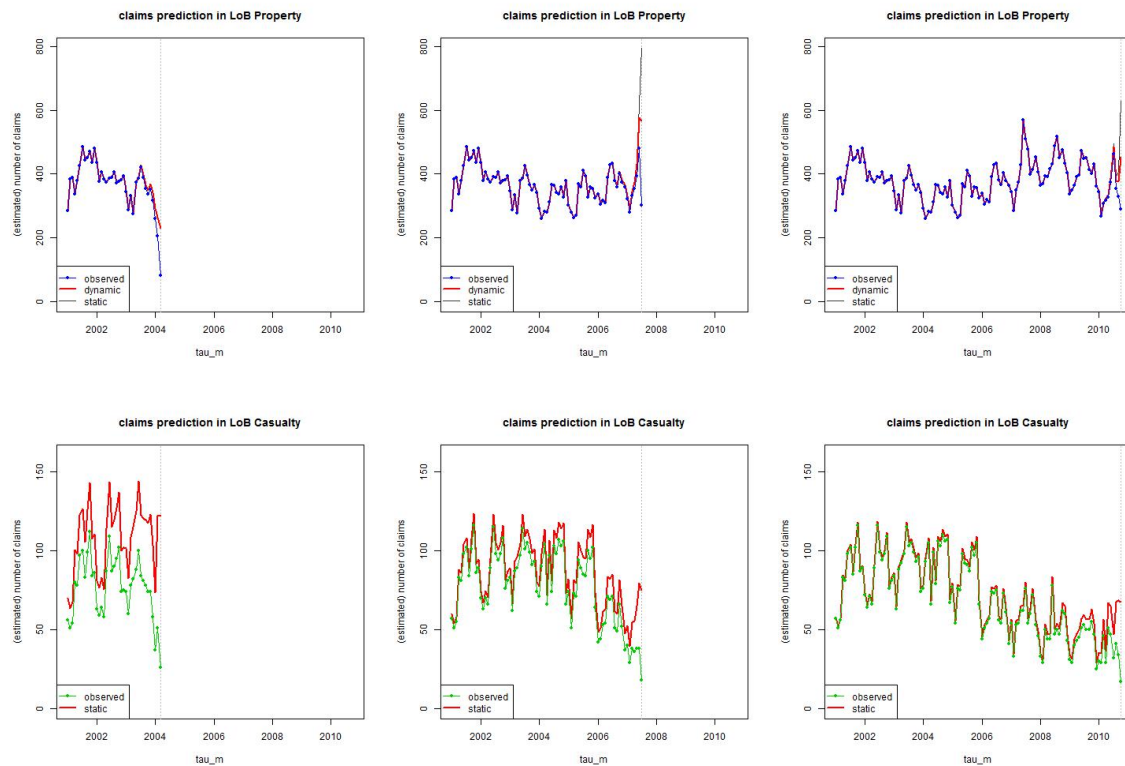 claims prediction in LoB Property
(estimated) number of claims
0
200
400
600
800
observed
dynamic
static
2002 2004 2006 2008 2010
tau_m
claims prediction in LoB Property
(estimated) number of claims
0
200
400
600
800
observed
dynamic
static
2002 2004 2006 2008 2010
tau_m
claims prediction in LoB Property
(estimated) number of claims
0
200
400
600
800
observed
dynamic
static
2002 2004 2006 2008 2010
tau_m
claims prediction in LoB Casualty
(estimated) number of claims
0
50
100
150
observed
static
2002 2004 2006 2008 2010
tau_m
claims prediction in LoB Casualty
(estimated) number of claims
0
50
100
150
observed
static
2002 2004 2006 2008 2010
tau_m
claims prediction in LoB Casualty
(estimated) number of claims
0
50
100
150
observed
static
2002 2004 2006 2008 2010
tau_m